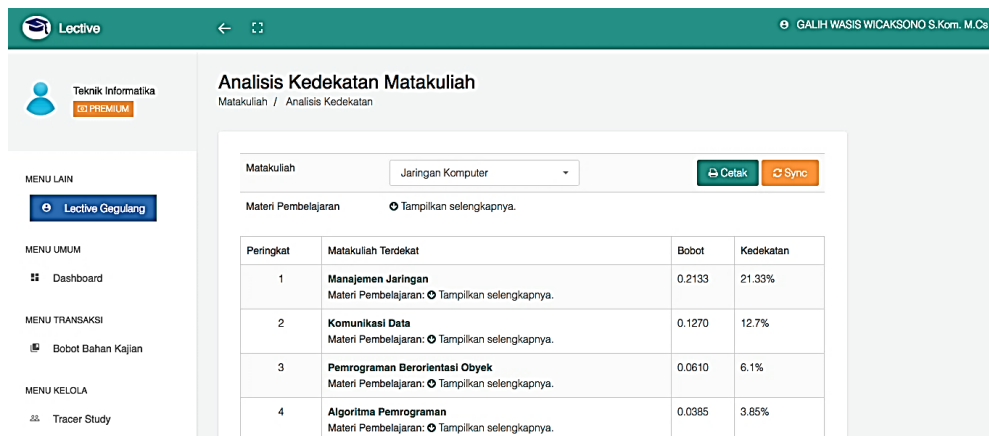 Lective
GALIH WASIS WICAKSONO S.Kom. M.Cs
Teknik Informatika
PREMIUM
MENU LAIN
Lective Gegulang
MENU UMUM
Dashboard
MENU TRANSAKSI
Bobot Bahan Kajian
MENU KELOLA
Tracer Study
Analisis Kedekatan Matakuliah
Matakuliah / Analisis Kedekatan
Matakuliah Jaringan Komputer Cetak Sync
Materi Pembelajaran Tampilkan selengkapnya.
Peringkat Matakuliah Terdekat Bobot Kedekatan
1 Manajemen Jaringan 0.2133 21.33%
Materi Pembelajaran: Tampilkan selengkapnya.
2 Komunikasi Data 0.1270 12.7%
Materi Pembelajaran: Tampilkan selengkapnya.
3 Pemrograman Berorientasi Obyek 0.0610 6.1%
Materi Pembelajaran: Tampilkan selengkapnya.
4 Algoritma Pemrograman 0.0385 3.85%
Materi Pembelajaran: Tampilkan selengkapnya.